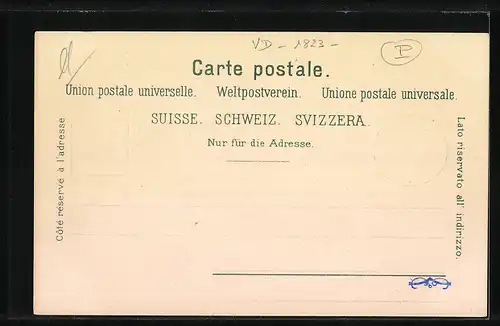 VD - 1823 -
P
Carte postale.
Union postale universelle. Weltpostverein. Unione postale universale.
SUISSE. SCHWEIZ. SVIZZERA.
Nur für die Adresse.
Côté réservé à l'adresse
Lato riservato all' indirizzo.